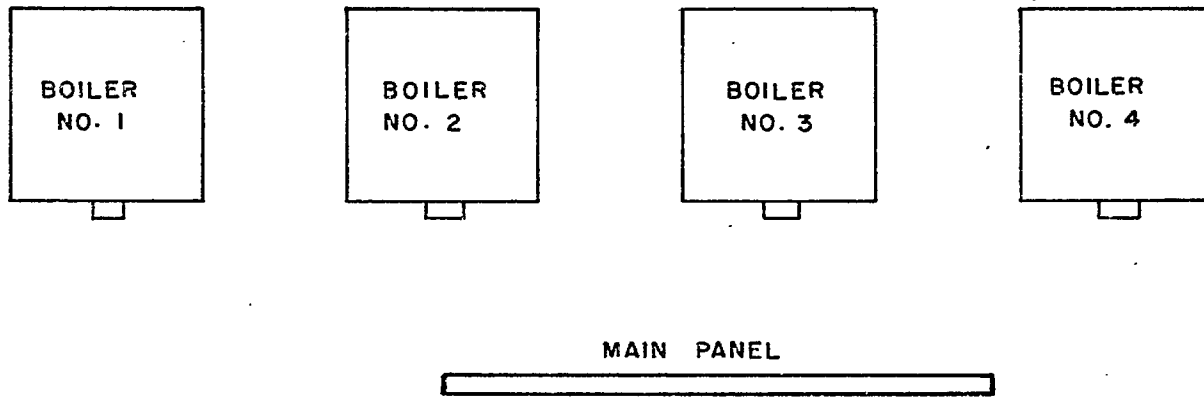 BOILER
NO. 1
BOILER
NO. 2
BOILER
NO. 3
BOILER
NO. 4
MAIN PANEL